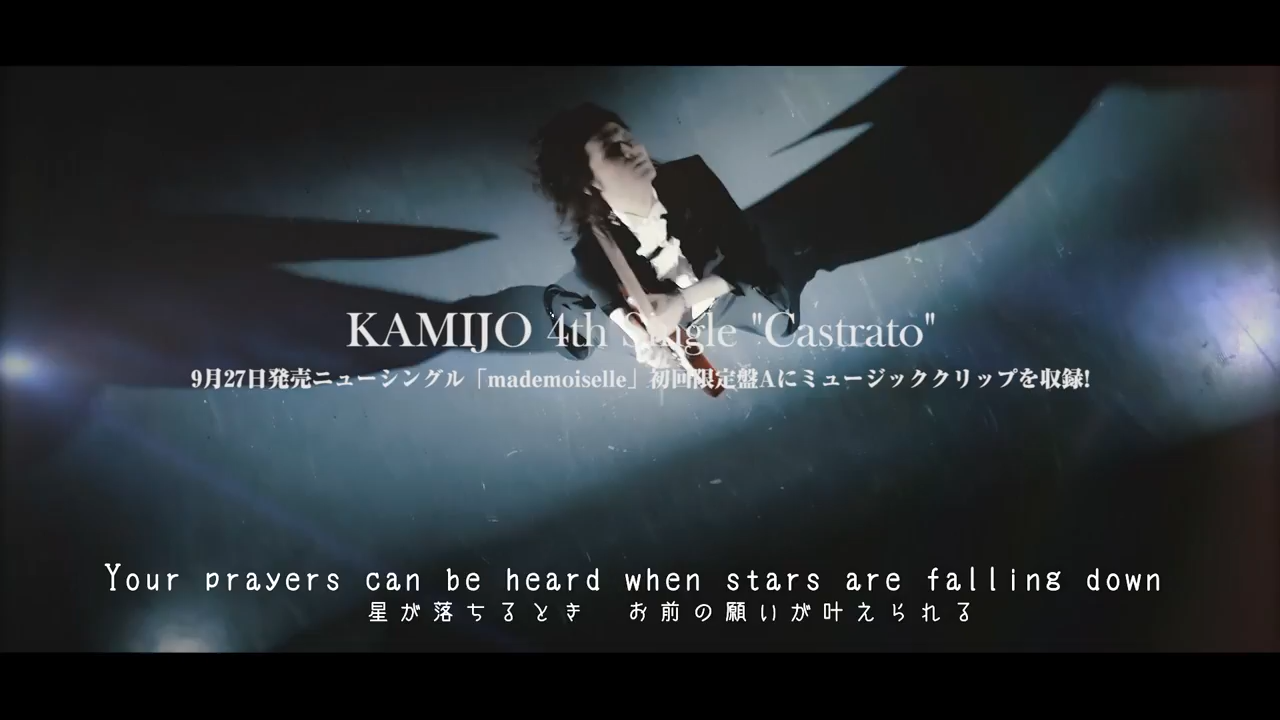 KAMIJO 4th Single "Castrato"
9月27日発売ニューシングル「mademoiselle」初回限定盤Aにミュージッククリップを収録!
Your prayers can be heard when stars are falling down
星が落ちるとき お前の願いが叶えられる